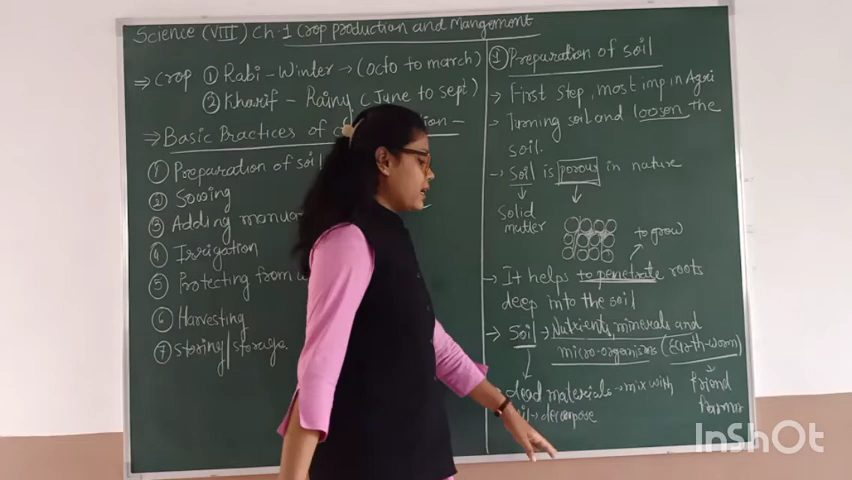 Science (VIII) Ch.1 Crop production and Mangement
⇒ Crop ① Rabi - Winter → (octo to march)
② Kharif - Rainy (June to sept)
⇒ Basic Practices of
① Preparation of soil
② Sowing
③ Adding manu
④ Irrigation
⑤ Protecting from
⑥ Harvesting
⑦ Storing/storage.
① Preparation of soil
→ First step, most imp in Agri
→ Turning soil and loosen the
soil.
→ Soil is porous in nature
solid
matter
to grow
→ It helps to penetrate roots
deep into the soil
→ Soil → Nutrients, minerals and
micro-organisms (Earth-worm)
dead materials → mix with
soil → decompose
friend
farmer
InShOt